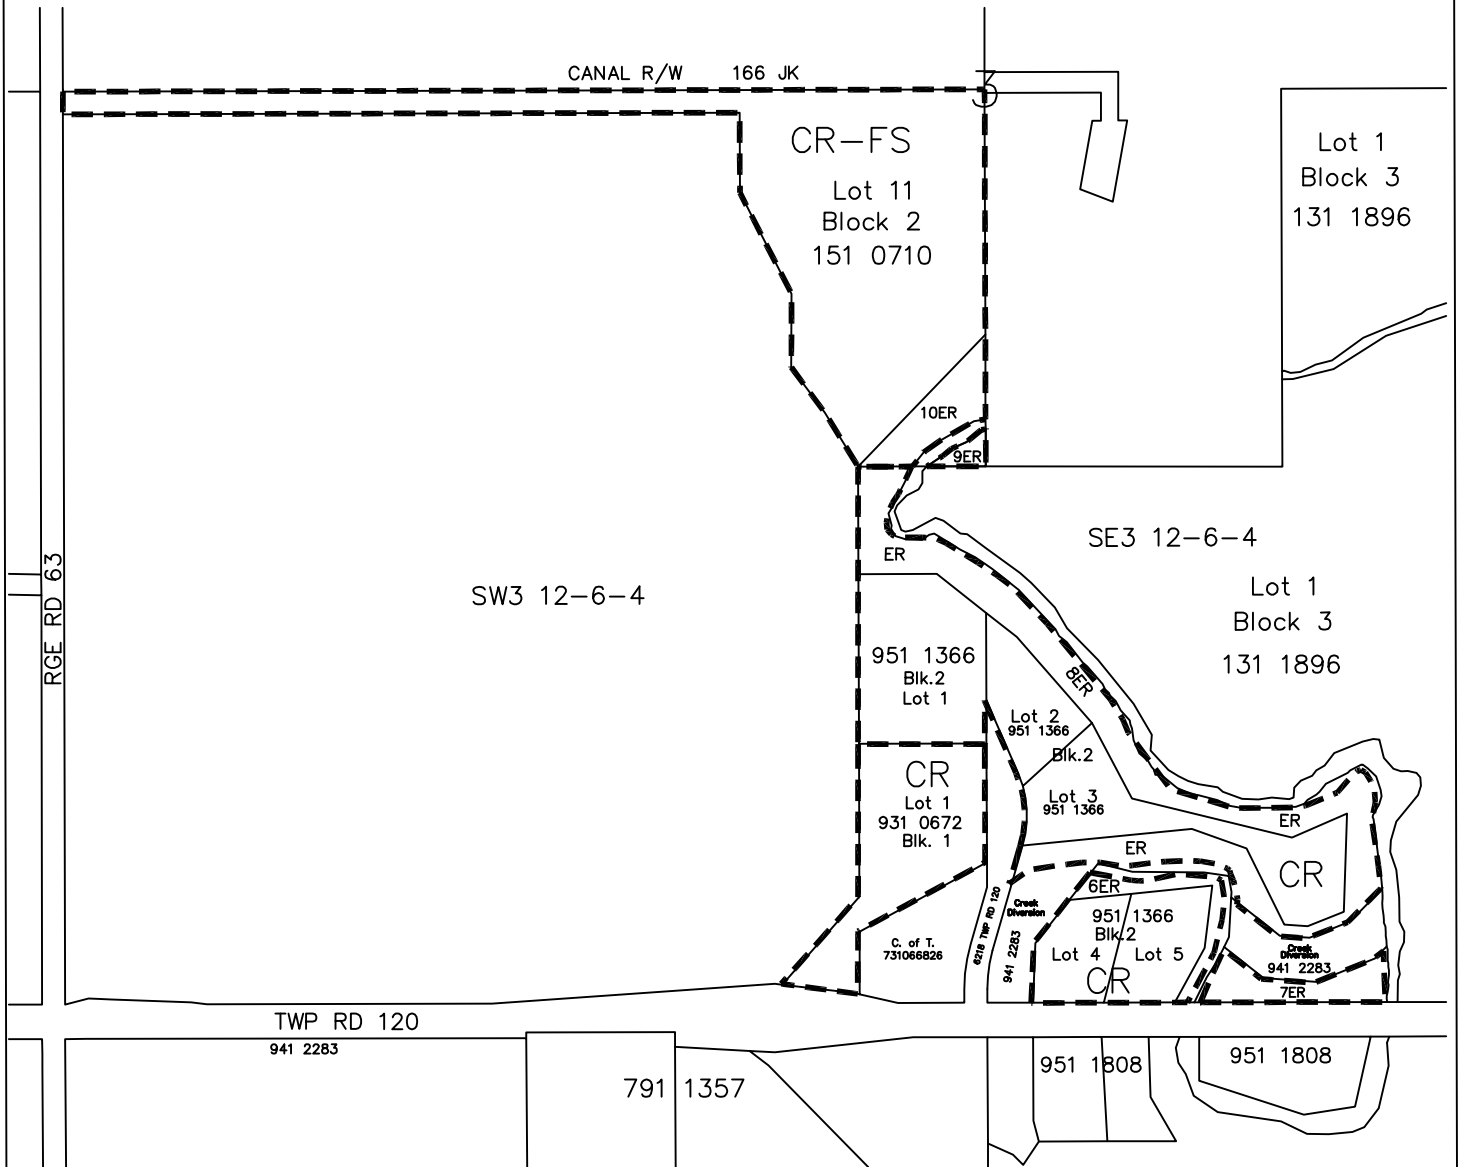 CANAL R/W 166 JK
CR-FS
Lot 11
Block 2
151 0710
Lot 1
Block 3
131 1896
10ER
9ER
ER
SE3 12-6-4
Lot 1
Block 3
131 1896
RGE RD 63
SW3 12-6-4
951 1366
Blk.2
Lot 1
8ER
Lot 2
951 1366
Blk.2
Lot 3
951 1366
CR
Lot 1
931 0672
Blk. 1
ER
ER
CR
6ER
Creek
Diversion
941 2283
6218 TWP RD 120
951 1366
Blk.2
Lot 4
Lot 5
CR
C. of T.
731066826
Creek
Diversion
941 2283
7ER
TWP RD 120
941 2283
791 1357
951 1808
951 1808